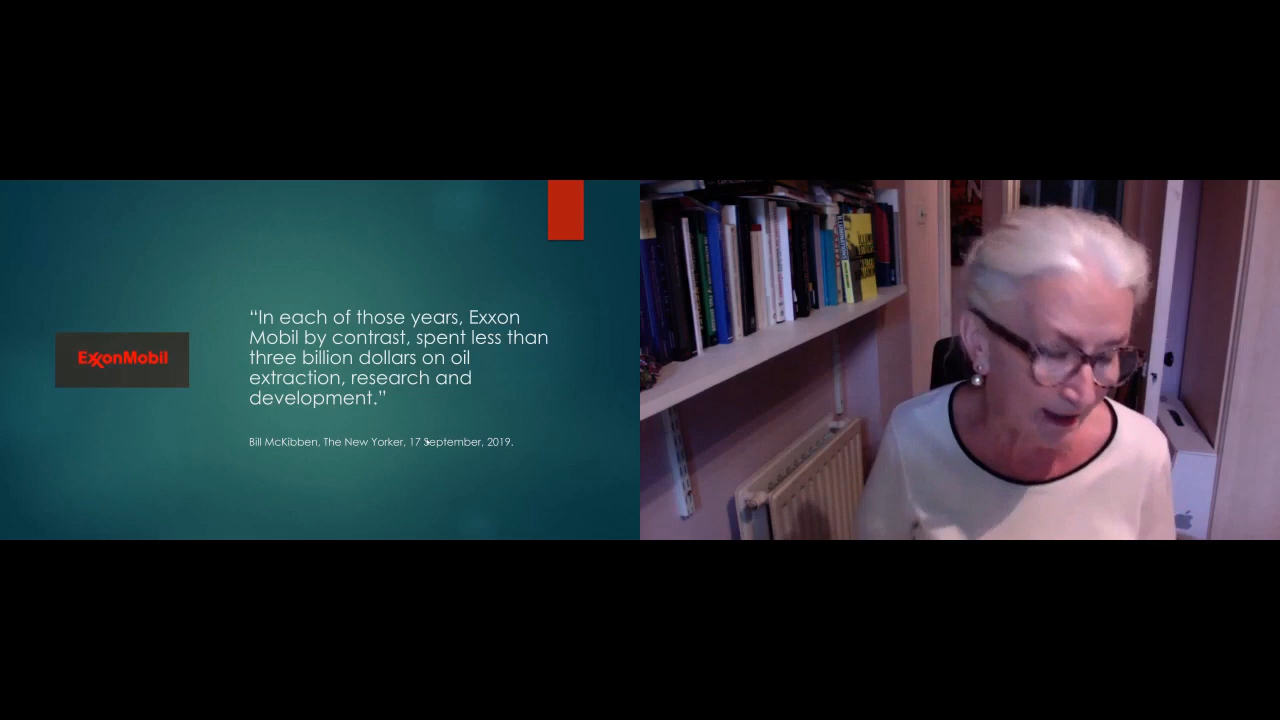 ExxonMobil
“In each of those years, Exxon
Mobil by contrast, spent less than
three billion dollars on oil
extraction, research and
development.”
Bill McKibben, The New Yorker, 17 September, 2019.